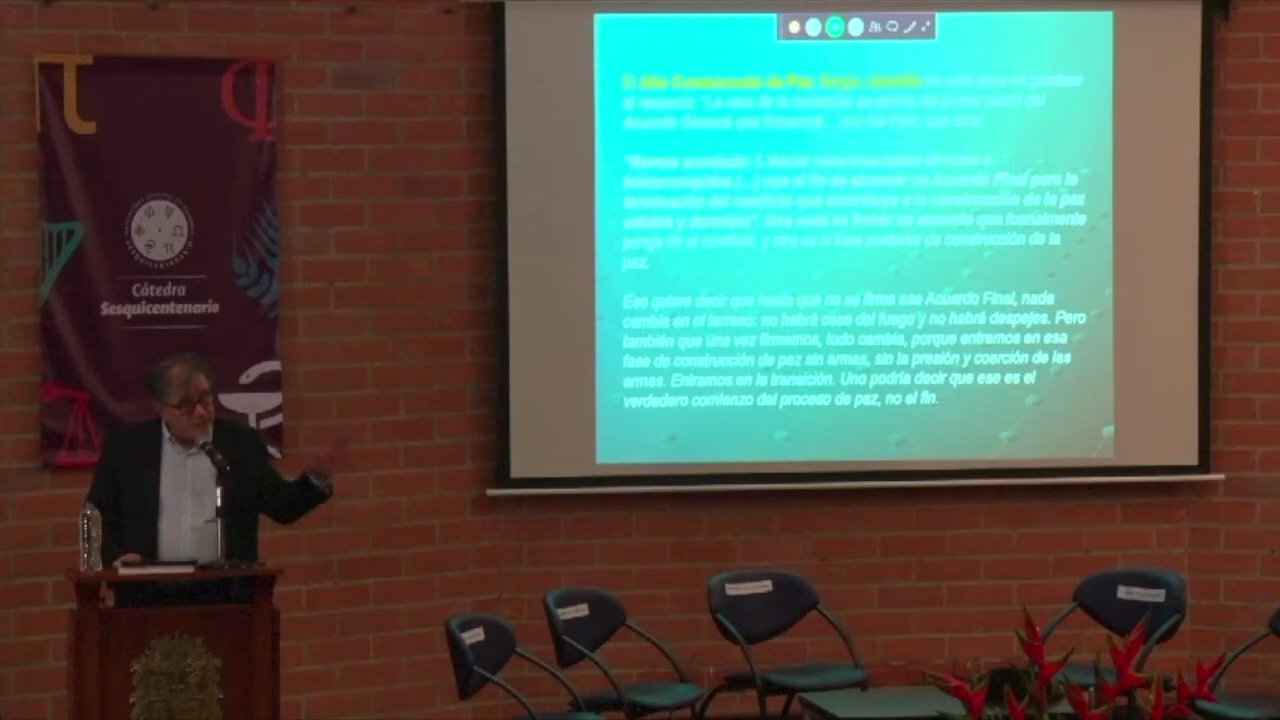 Cátedra
Sesquicentenario
El Alto Comisionado de Paz, Sergio Jaramillo
al respecto: "La idea de la transición
Acuerdo General que firmamos con las Farc, que dice:
"Hemos acordado: Iniciar conversaciones directas e
ininterrumpidas (...) con el fin de alcanzar un Acuerdo Final para la
terminación del conflicto que contribuya a la construcción de la paz
estable y duradera". Una cosa es firmar un acuerdo que formalmente
ponga fin al conflicto, y otra es la fase posterior de construcción de la
paz.
Eso quiere decir que hasta que no se firme ese Acuerdo Final, nada
cambia en el terreno: no habrá cese del fuego y no habrá despejes. Pero
también que una vez firmemos, todo cambia, porque entramos en esa
fase de construcción de paz sin armas, sin la presión y coerción de las
armas. Entramos en la transición. Uno podría decir que ese es el
verdadero comienzo del proceso de paz, no el fin.